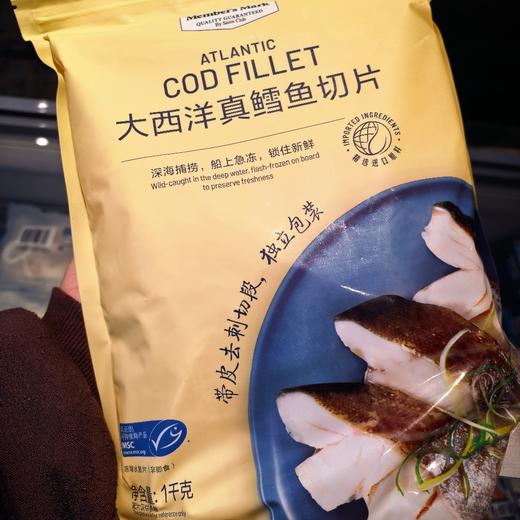 Member's Mark
QUALITY GUARANTEED
By Sam's Club
ATLANTIC
COD FILLET
大西洋真鳕鱼切片
深海捕捞，船上急冻，锁住新鲜
Wild-caught in the deep water, flash-frozen on board
to preserve freshness
IMPORTED INGREDIENTS
精选进口原料
带皮去刺切段，独立包装
MSC
www.msc.org
净含量：1千克